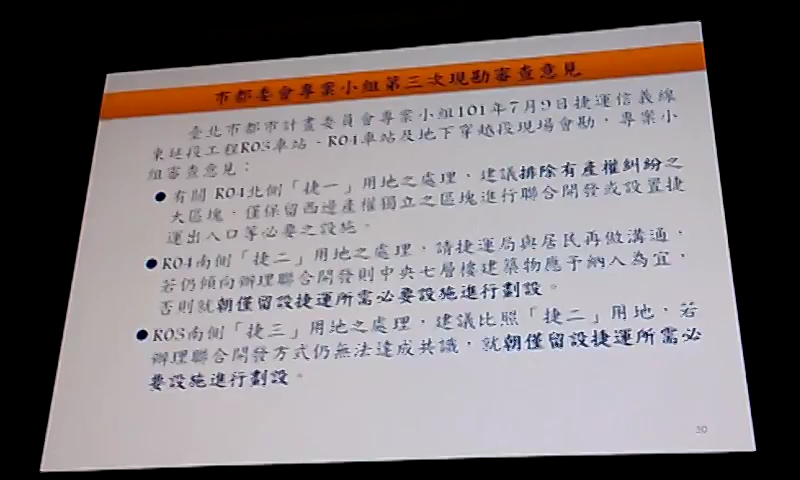 市都委會專案小組第三次現勘審查意見
臺北市都市計畫委員會專案小組101年7月9日捷運信義線
東延段工程R03車站、R04車站及地下穿越段現場會勘，專案小
組審查意見：
●有關 R04北側「捷一」用地之處理，建議排除有產權糾紛之
大區塊，僅保留西邊產權獨立之區塊進行聯合開發或設置捷
運出入口等必要之設施。
●R04南側「捷二」用地之處理，請捷運局與居民再做溝通，
若仍傾向辦理聯合開發則中央七層樓建築物應予納入為宜，
否則就朝僅留設捷運所需必要設施進行劃設。
●R03南側「捷三」用地之處理，建議比照「捷二」用地，若
辦理聯合開發方式仍無法達成共識，就朝僅留設捷運所需必
要設施進行劃設。
30